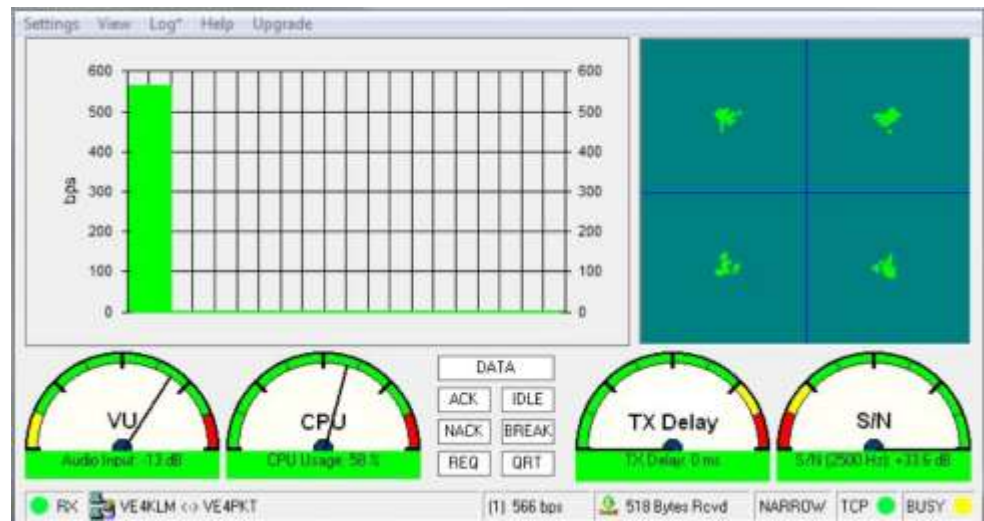 Settings View Log* Help Upgrade
600 600
500 500
400 400
bps
300 300
200 200
100 100
0 0
DATA
ACK IDLE
NACK BREAK
REQ QRT
VU CPU TX Delay S/N
Audio Input: -13 dB CPU Usage: 58 % TX Delay: 0 ms S/N (2500 Hz): +33.6 dB
RX VE4KLM <-> VE4PKT (1) 566 bps 518 Bytes Rcvd NARROW TCP BUSY